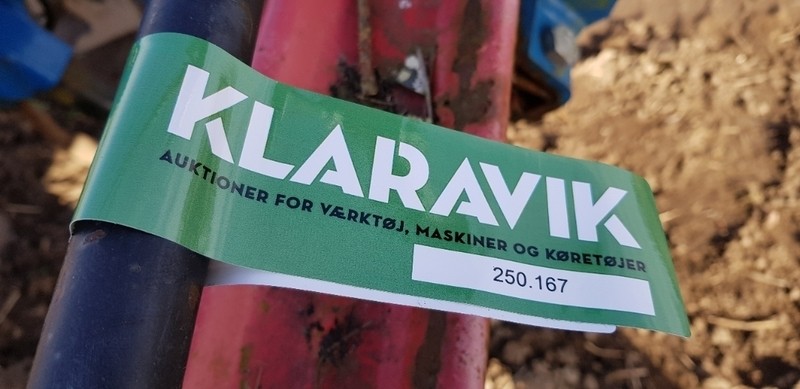 KLARAVIK
AUKTIONER FOR VÆRKTØJ, MASKINER OG KØRETØJER
250.167